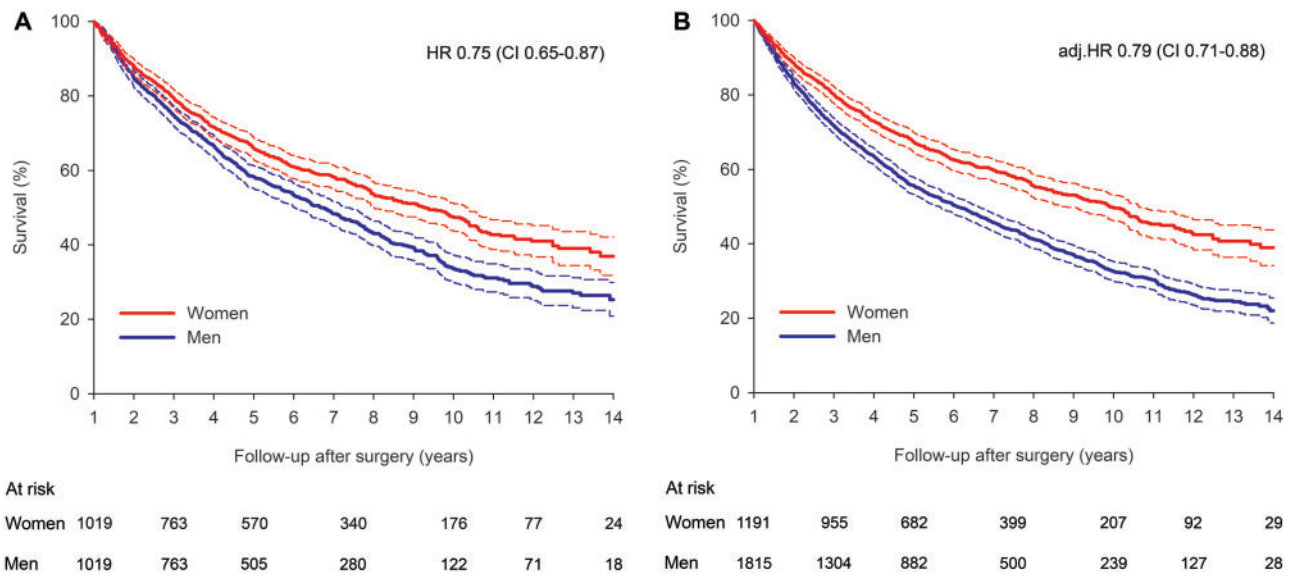 A
HR 0.75 (CI 0.65-0.87)
100
80
60
40
20
0
Survival (%)
Women
Men
1 2 3 4 5 6 7 8 9 10 11 12 13 14
Follow-up after surgery (years)
At risk
Women 1019 763 570 340 176 77 24
Men 1019 763 505 280 122 71 18
B
adj.HR 0.79 (CI 0.71-0.88)
100
80
60
40
20
0
Survival (%)
Women
Men
1 2 3 4 5 6 7 8 9 10 11 12 13 14
Follow-up after surgery (years)
At risk
Women 1191 955 682 399 207 92 29
Men 1815 1304 882 500 239 127 28